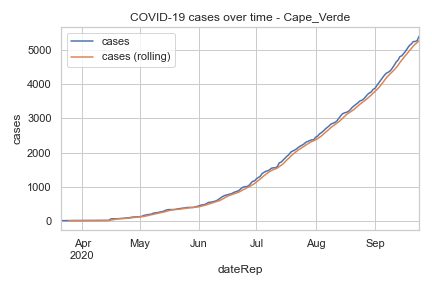 COVID-19 cases over time - Cape_Verde
cases
cases (rolling)
5000
4000
3000
2000
1000
0
cases
Apr
2020
May
Jun
Jul
Aug
Sep
dateRep